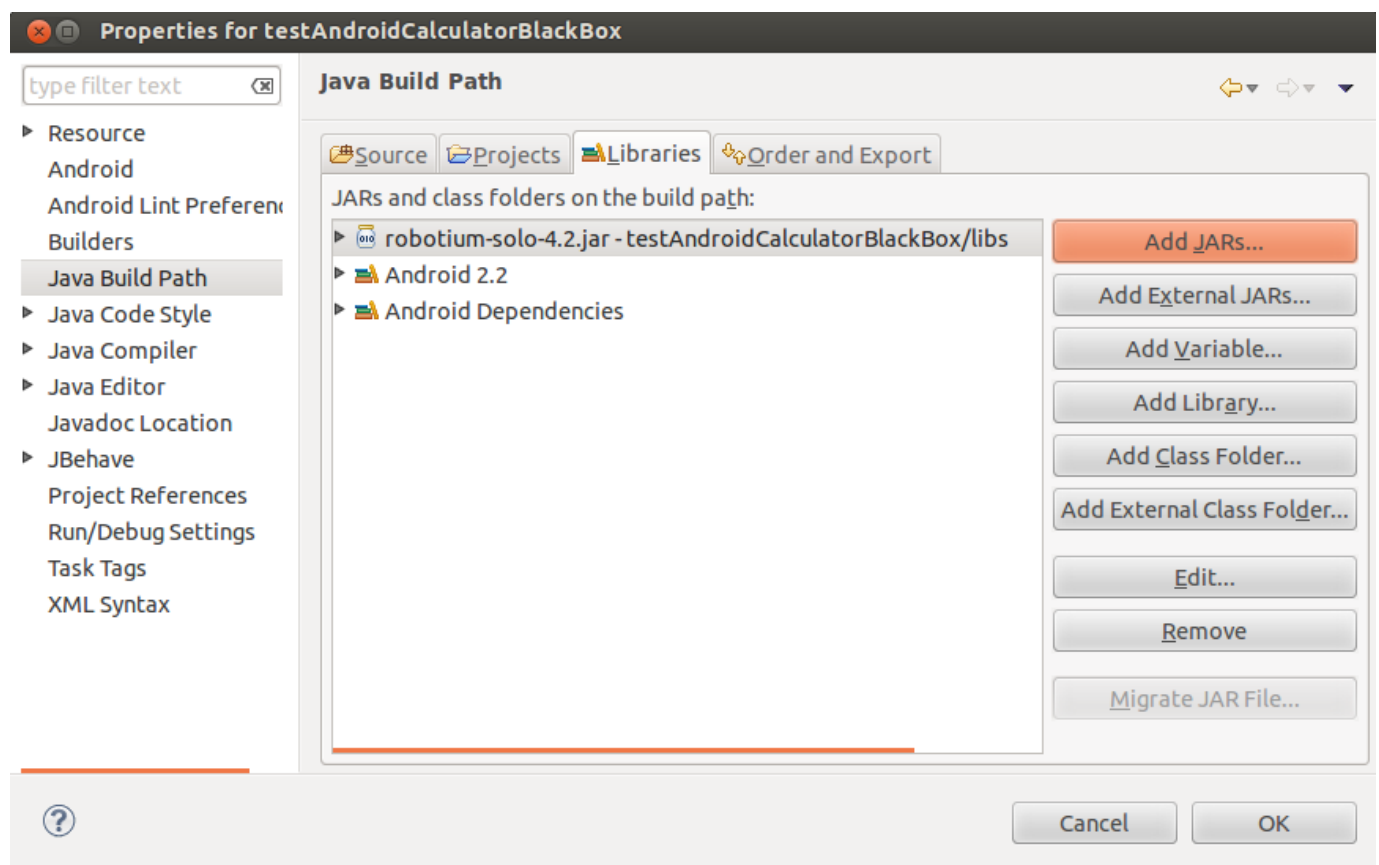 Properties for testAndroidCalculatorBlackBox
type filter text
Resource
Android
Android Lint Preferen
Builders
Java Build Path
Java Code Style
Java Compiler
Java Editor
Javadoc Location
JBehave
Project References
Run/Debug Settings
Task Tags
XML Syntax
Java Build Path
Source Projects Libraries Order and Export
JARs and class folders on the build path:
robotium-solo-4.2.jar - testAndroidCalculatorBlackBox/libs
Android 2.2
Android Dependencies
Add JARs...
Add External JARs...
Add Variable...
Add Library...
Add Class Folder...
Add External Class Folder...
Edit...
Remove
Migrate JAR File...
Cancel OK